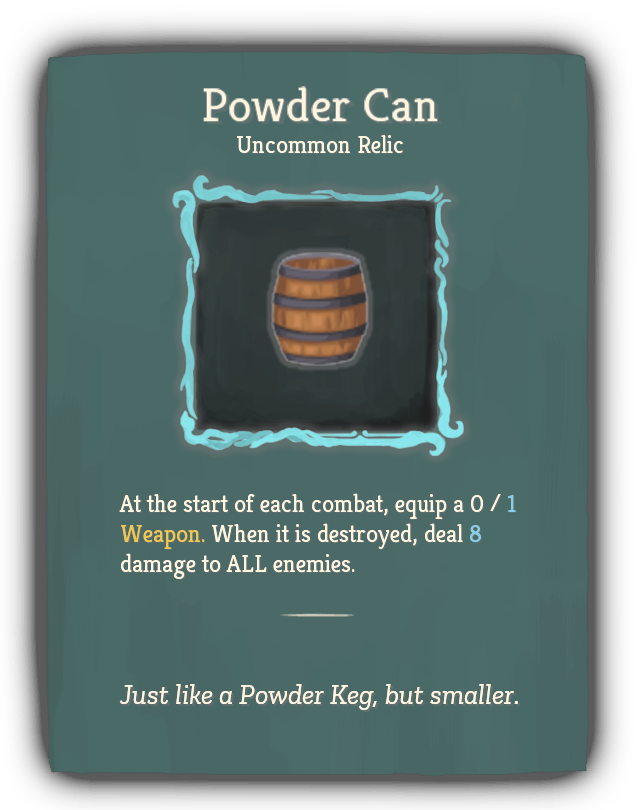 Powder Can
Uncommon Relic
At the start of each combat, equip a 0 / 1
Weapon. When it is destroyed, deal 8
damage to ALL enemies.
Just like a Powder Keg, but smaller.